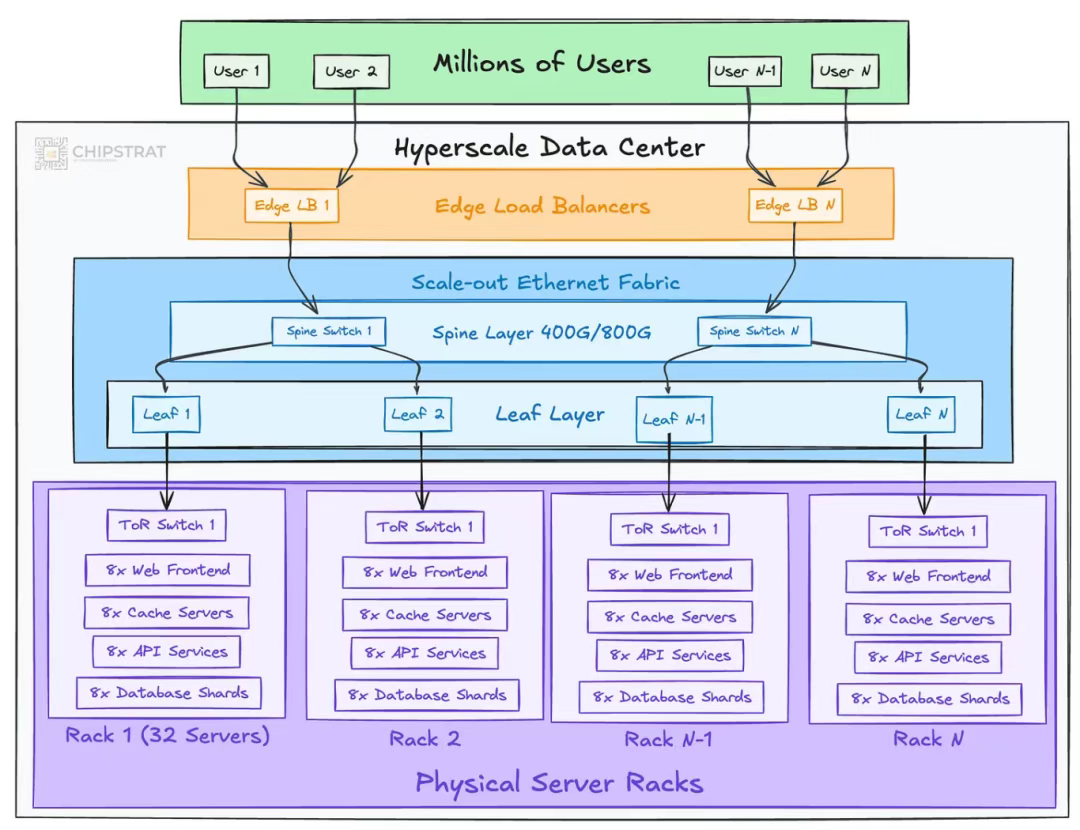 Millions of Users
User 1
User 2
User N-1
User N
CHIPSTRAT
Hyperscale Data Center
Edge LB 1
Edge Load Balancers
Edge LB N
Scale-out Ethernet Fabric
Spine Switch 1
Spine Layer 400G/800G
Spine Switch N
Leaf 1
Leaf 2
Leaf Layer
Leaf N-1
Leaf N
ToR Switch 1
8x Web Frontend
8x Cache Servers
8x API Services
8x Database Shards
Rack 1 (32 Servers)
ToR Switch 1
8x Web Frontend
8x Cache Servers
8x API Services
8x Database Shards
Rack 2
ToR Switch 1
8x Web Frontend
8x Cache Servers
8x API Services
8x Database Shards
Rack N-1
ToR Switch 1
8x Web Frontend
8x Cache Servers
8x API Services
8x Database Shards
Rack N
Physical Server Racks